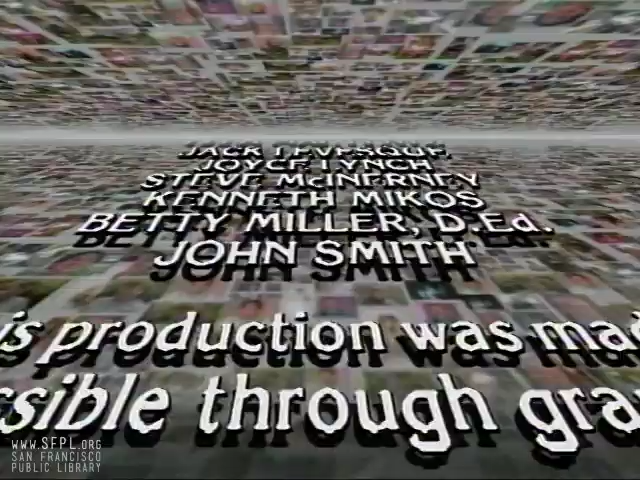 JACK LEVESQUE
JOYCE LYNCH
STEVE McINERNEY
KENNETH MIKOS
BETTY MILLER, D.Ed.
JOHN SMITH
is production was mad
ssible through gra
WWW.SFPL.ORG
SAN FRANCISCO
PUBLIC LIBRARY